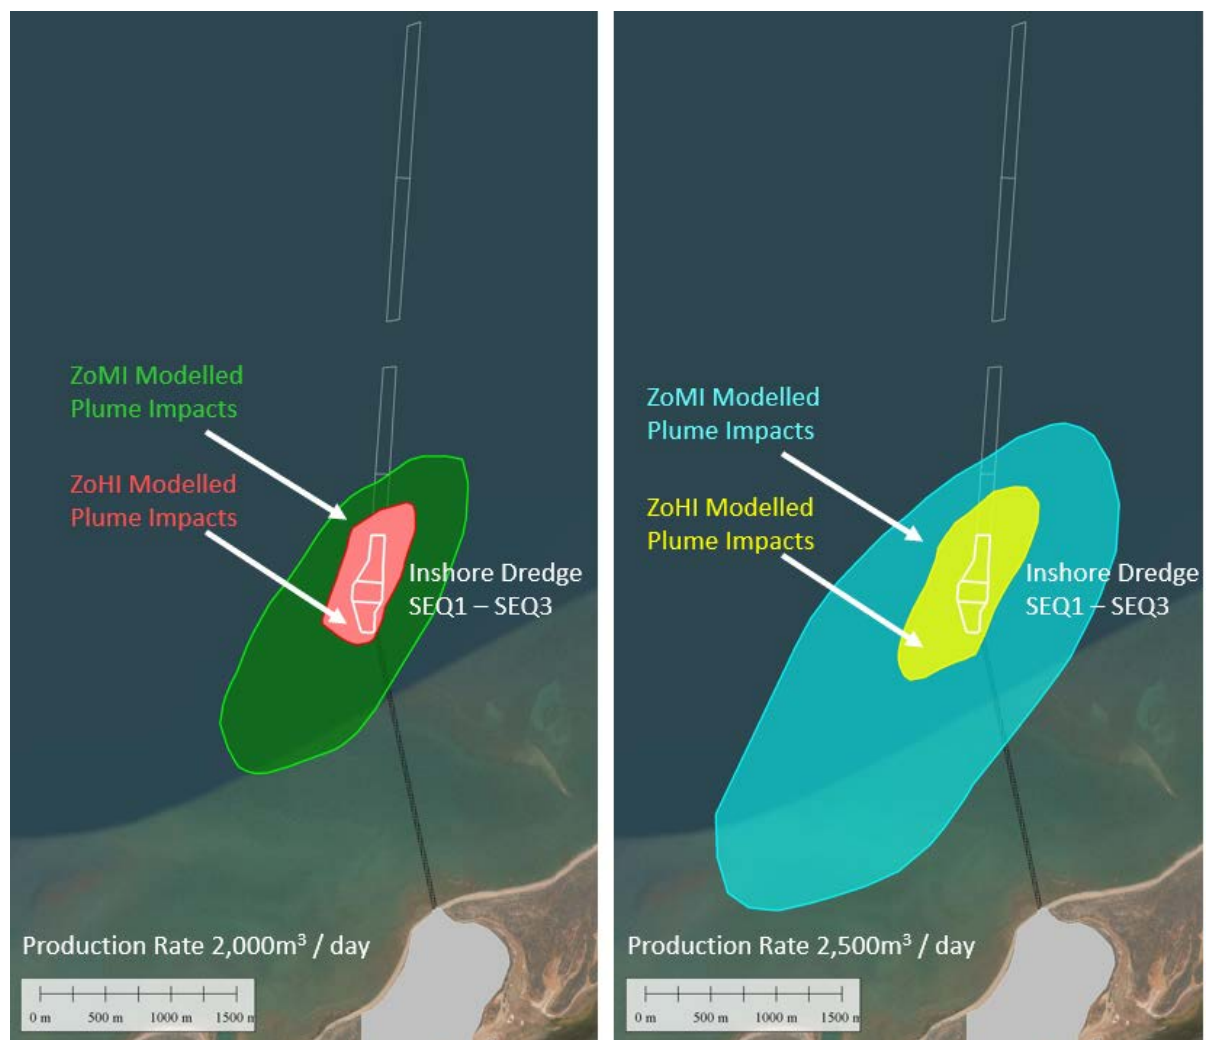 ZoMI Modelled
Plume Impacts
ZoHI Modelled
Plume Impacts
Inshore Dredge
SEQ1 – SEQ3
Production Rate 2,000m³ / day
0 m 500 m 1000 m 1500 m
ZoMI Modelled
Plume Impacts
ZoHI Modelled
Plume Impacts
Inshore Dredge
SEQ1 – SEQ3
Production Rate 2,500m³ / day
0 m 500 m 1000 m 1500 m